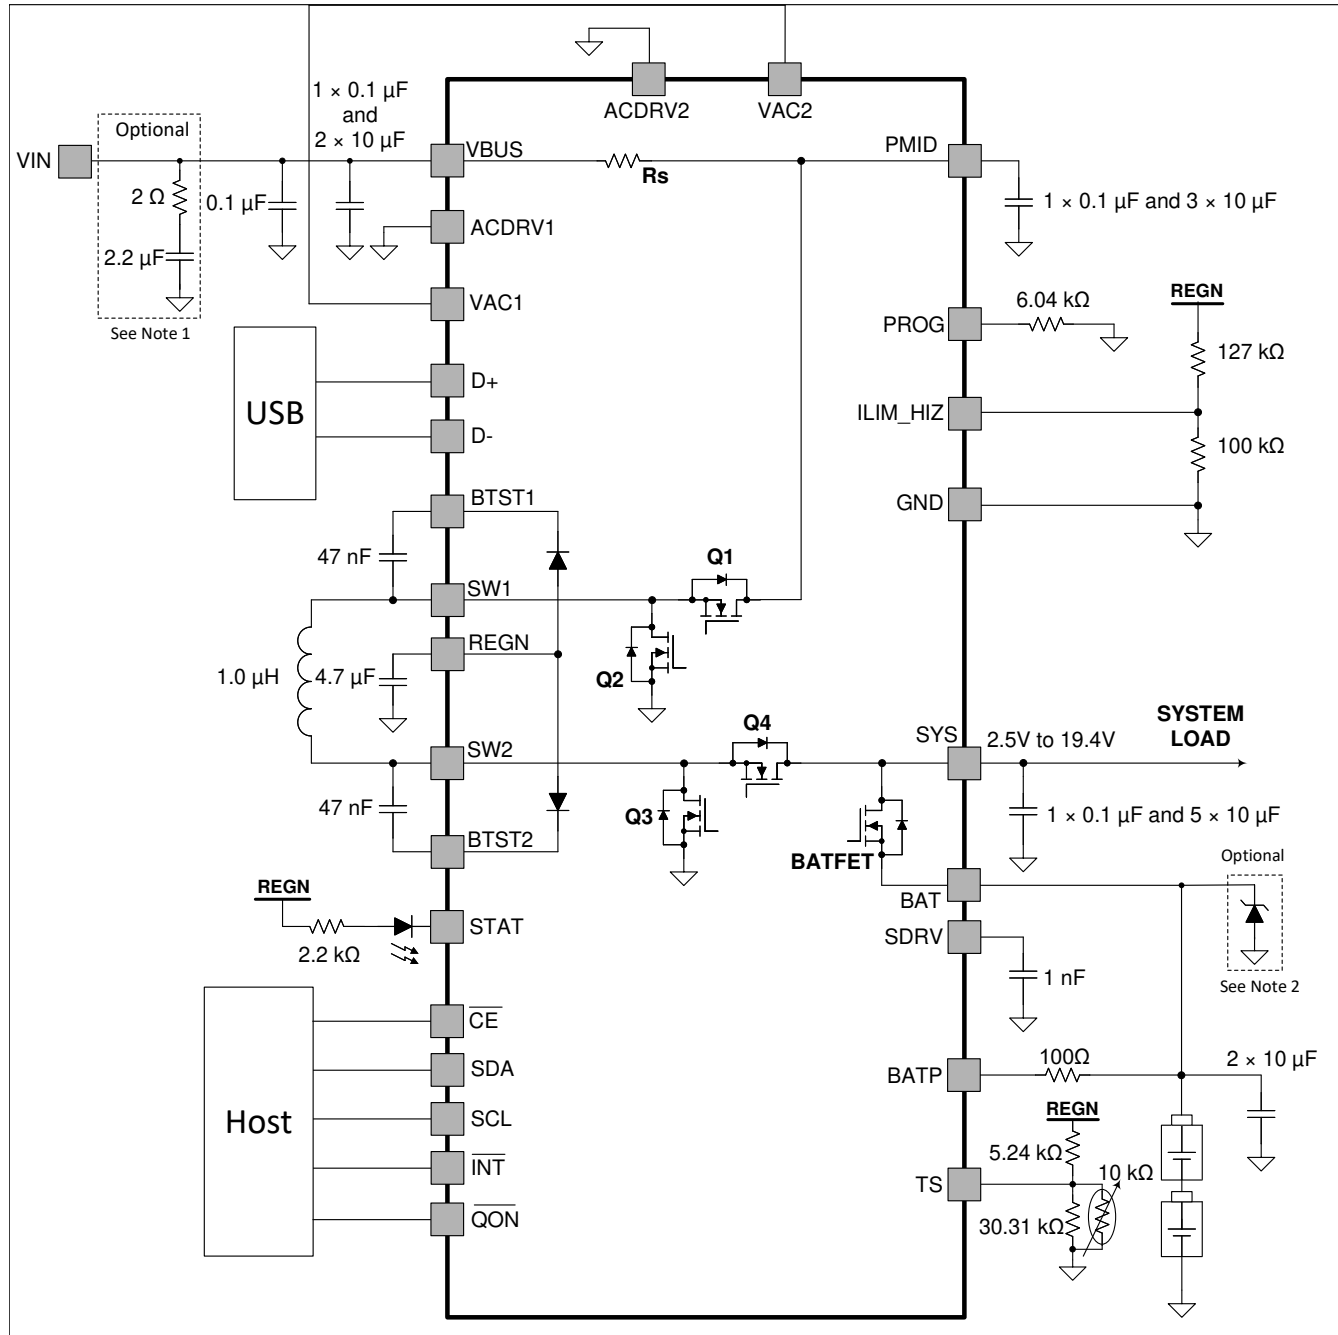 ACDRV2
VAC2
1 × 0.1 µF
and
2 × 10 µF
Optional
VIN
2 Ω
2.2 µF
See Note 1
0.1 µF
VBUS
Rs
PMID
1 × 0.1 µF and 3 × 10 µF
ACDRV1
VAC1
PROG
6.04 kΩ
REGN
127 kΩ
ILIM_HIZ
100 kΩ
GND
USB
D+
D-
BTST1
47 nF
SW1
Q1
REGN
Q2
1.0 µH
4.7 µF
SW2
Q4
Q3
47 nF
BTST2
BATFET
SYS
2.5V to 19.4V
SYSTEM
LOAD
1 × 0.1 µF and 5 × 10 µF
BAT
Optional
See Note 2
SDRV
1 nF
REGN
2.2 kΩ
STAT
Host
CE
SDA
SCL
INT
QON
BATP
100Ω
2 × 10 µF
REGN
5.24 kΩ
TS
10 kΩ
30.31 kΩ